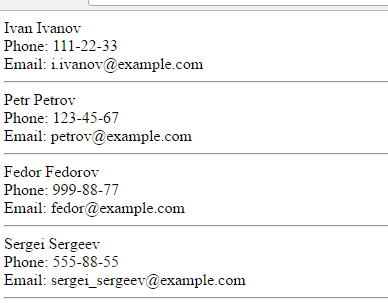 Ivan Ivanov
Phone: 111-22-33
Email: i.ivanov@example.com
Petr Petrov
Phone: 123-45-67
Email: petrov@example.com
Fedor Fedorov
Phone: 999-88-77
Email: fedor@example.com
Sergei Sergeev
Phone: 555-88-55
Email: sergei_sergeev@example.com